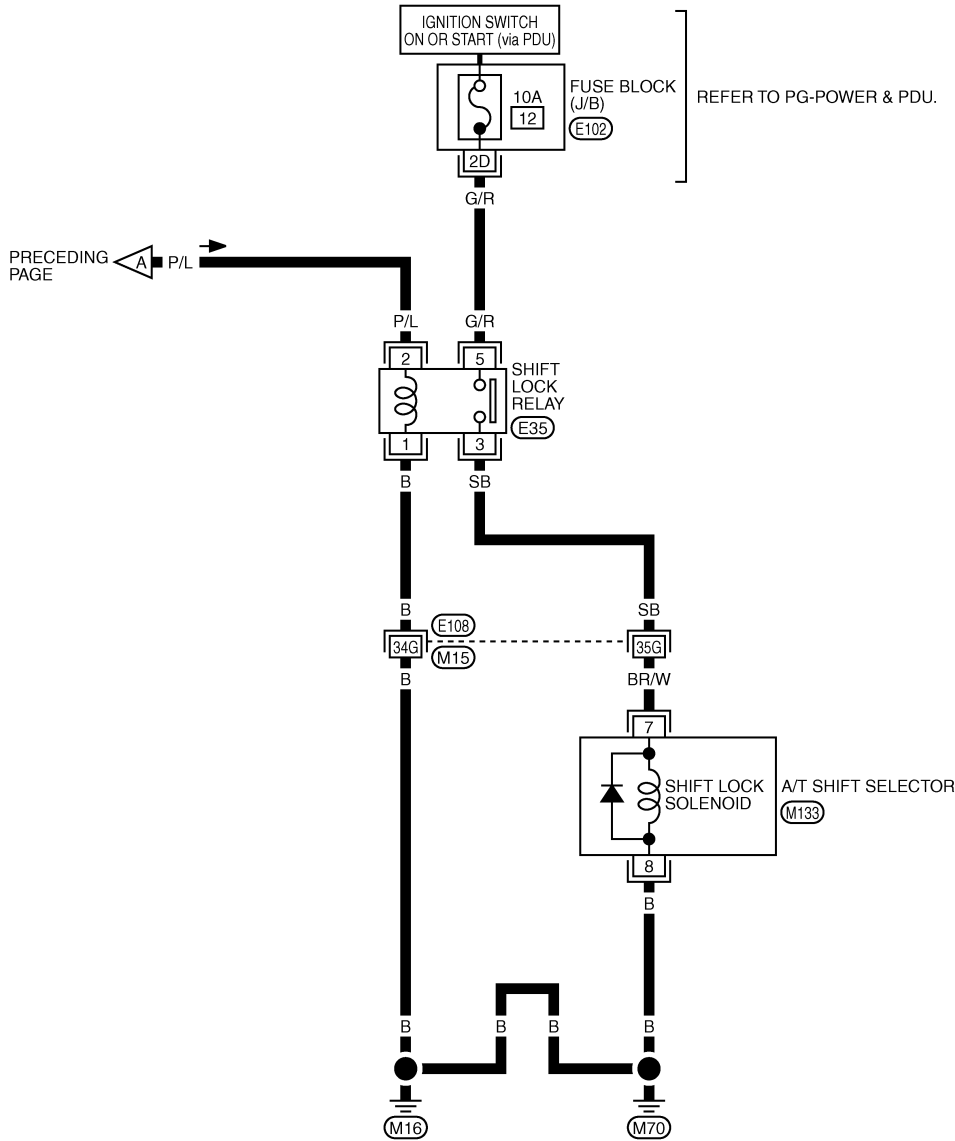 IGNITION SWITCH
ON OR START (via PDU)
10A
12
FUSE BLOCK
(J/B)
E102
REFER TO PG-POWER & PDU.
2D
G/R
PRECEDING
PAGE
A
P/L
P/L
G/R
2
5
SHIFT
LOCK
RELAY
E35
1
3
B
SB
B
SB
E108
34G
35G
M15
B
BR/W
7
SHIFT LOCK
SOLENOID
A/T SHIFT SELECTOR
M133
8
B
B
B
B
B
M16
M70